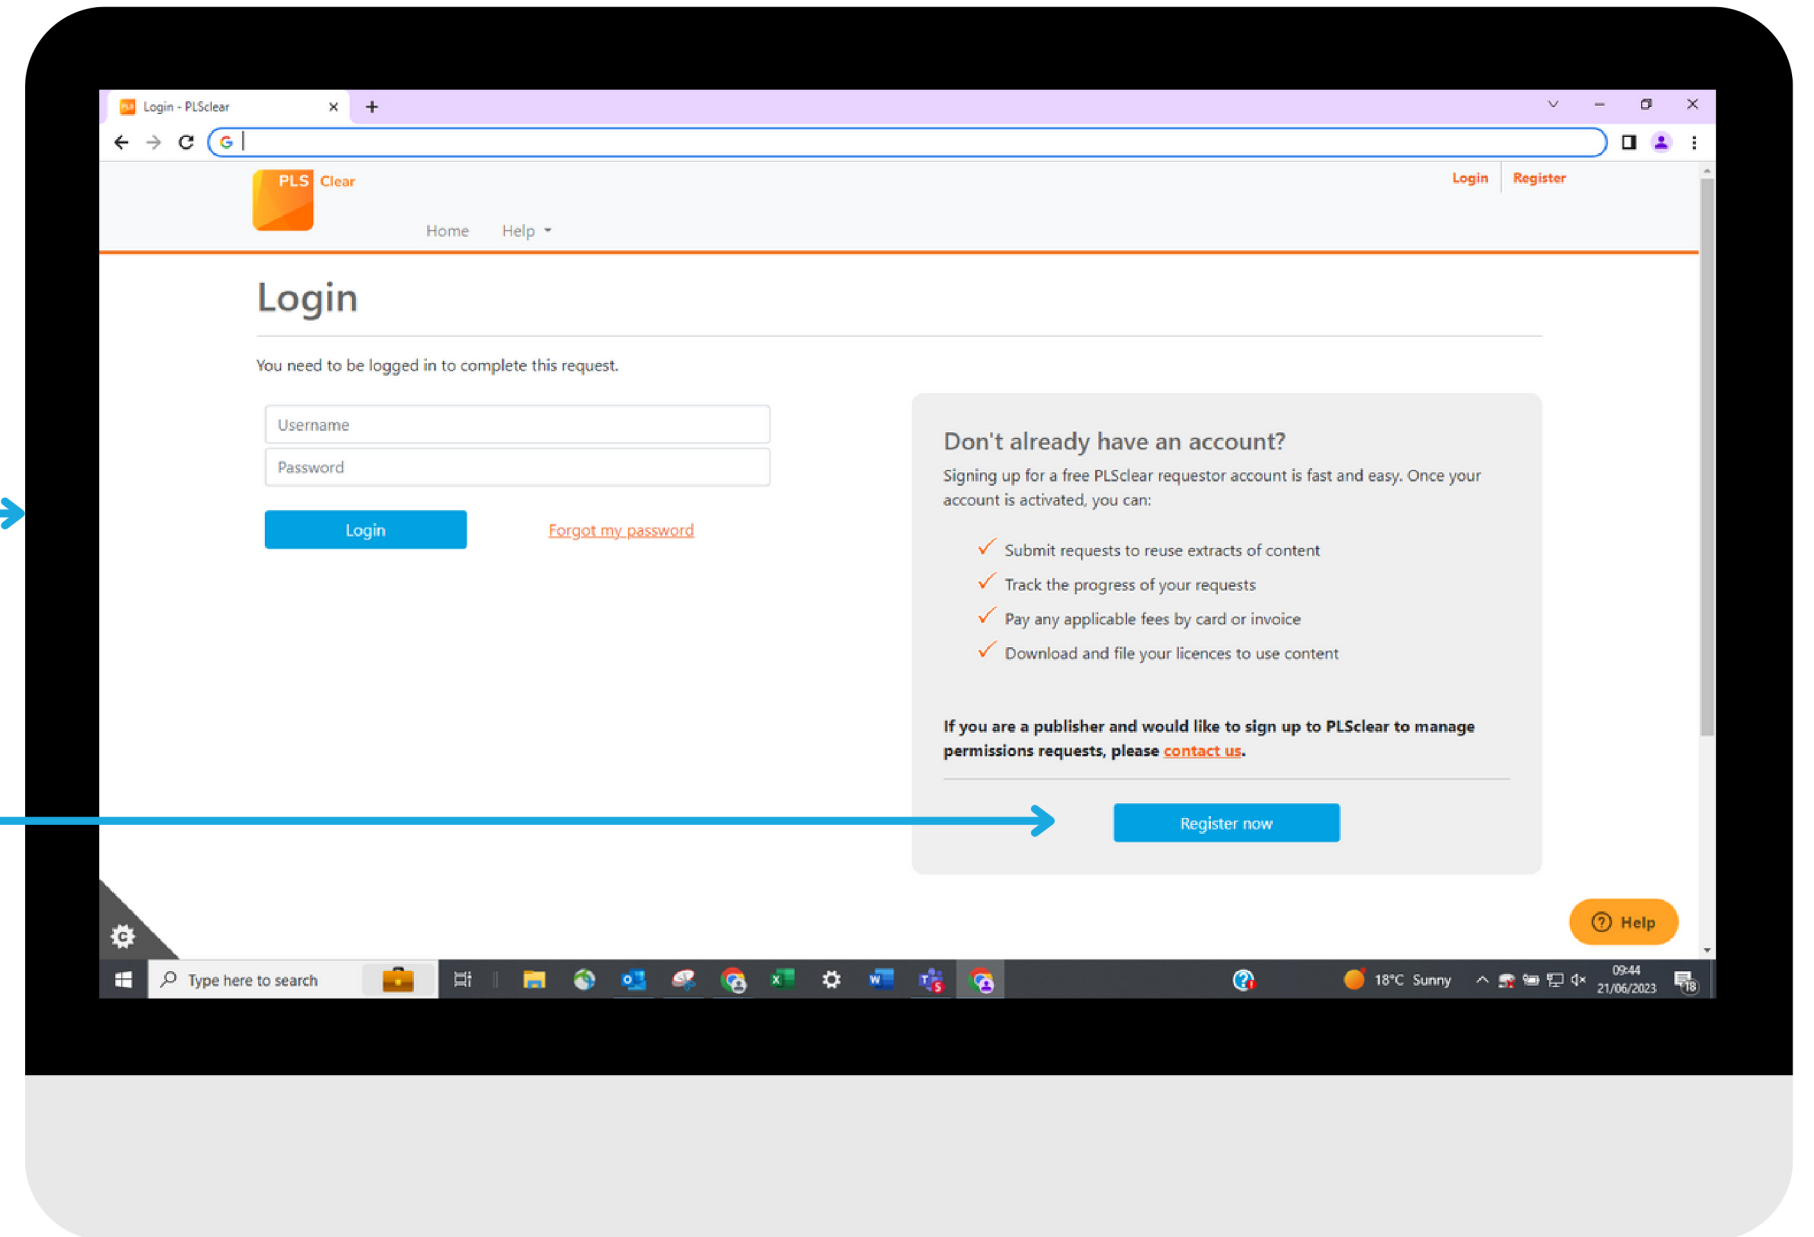 Login - PLSclear
PLS Clear
Login Register
Home Help
Login
You need to be logged in to complete this request.
Username
Password
Login Forgot my password
Don't already have an account?
Signing up for a free PLSclear requestor account is fast and easy. Once your
account is activated, you can:
Submit requests to reuse extracts of content
Track the progress of your requests
Pay any applicable fees by card or invoice
Download and file your licences to use content
If you are a publisher and would like to sign up to PLSclear to manage
permissions requests, please contact us.
Register now
Help
Type here to search
18°C Sunny
09:44
21/06/2023
18